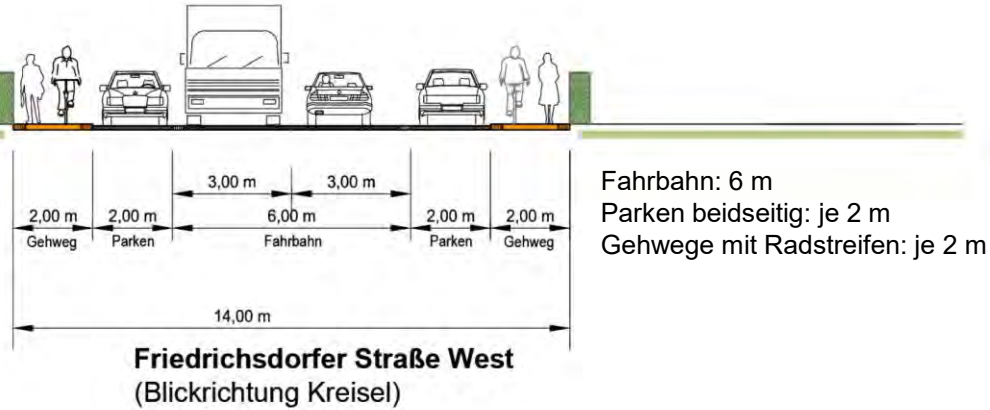 3,00 m 3,00 m
2,00 m 2,00 m 6,00 m 2,00 m 2,00 m
Gehweg Parken Fahrbahn Parken Gehweg
14,00 m
Fahrbahn: 6 m
Parken beidseitig: je 2 m
Gehwege mit Radstreifen: je 2 m
Friedrichsdorfer Straße West
(Blickrichtung Kreisel)